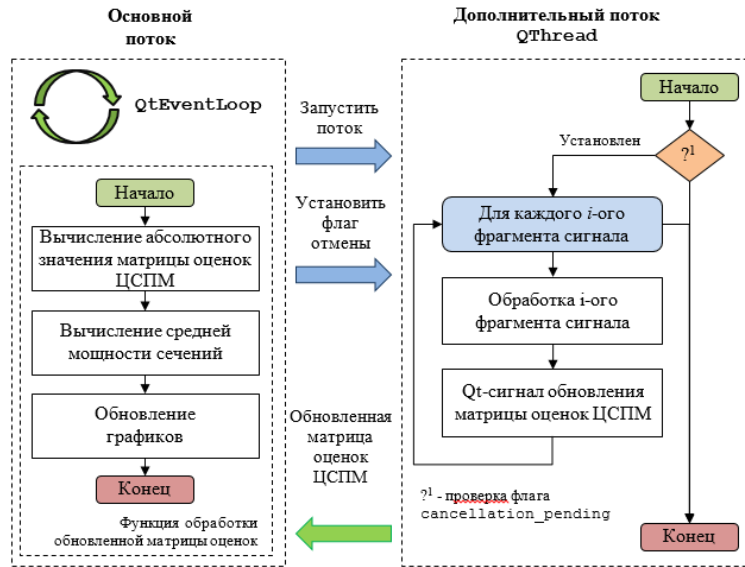 Основной
поток
QtEventLoop
Начало
Вычисление абсолютного
значения матрицы оценок
ЦСПМ
Вычисление средней
мощности сечений
Обновление
графиков
Конец
Функция обработки
обновленной матрицы оценок
Запустить
поток
Установить
флаг
отмены
Обновленная
матрица
оценок
ЦСПМ
Дополнительный поток
QThread
Начало
Установлен
?¹
Для каждого i-ого
фрагмента сигнала
Обработка i-ого
фрагмента сигнала
Qt-сигнал обновления
матрицы оценок ЦСПМ
?¹ - проверка флага
cancellation_pending
Конец